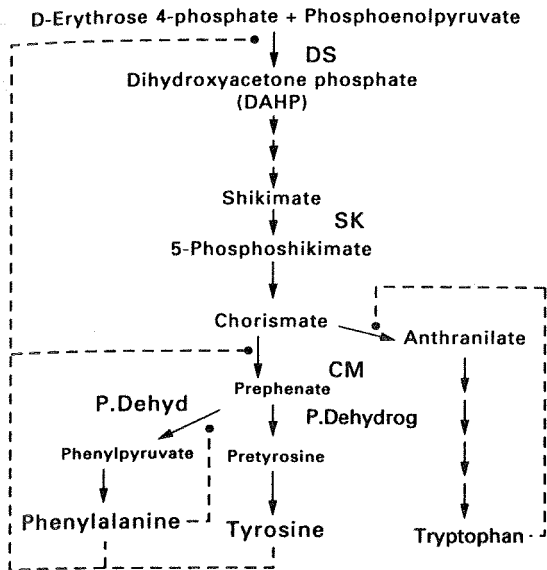 D-Erythrose 4-phosphate + Phosphoenolpyruvate
DS
Dihydroxyacetone phosphate
(DAHP)
Shikimate
SK
5-Phosphoshikimate
Chorismate
Anthranilate
CM
Prephenate
P.Dehyd
P.Dehydrog
Phenylpyruvate
Pretyrosine
Phenylalanine
Tyrosine
Tryptophan